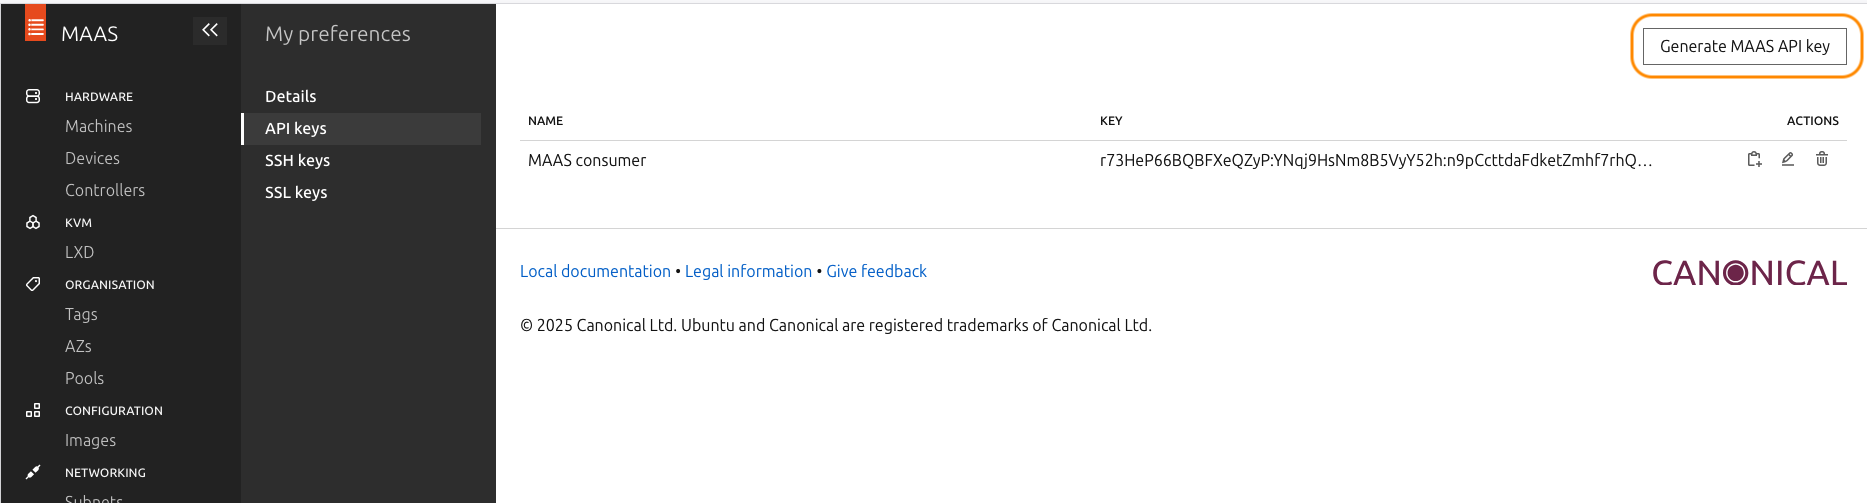 MAAS
HARDWARE
Machines
Devices
Controllers
KVM
LXD
ORGANISATION
Tags
AZs
Pools
CONFIGURATION
Images
NETWORKING
Subnets
My preferences
Details
API keys
SSH keys
SSL keys
Generate MAAS API key
NAME KEY ACTIONS
MAAS consumer r73HeP66BQBFXeQZyP:YNqj9HsNm8B5VyY52h:n9pCcttdaFdketZmhf7rhQ…
Local documentation • Legal information • Give feedback
CANONICAL
© 2025 Canonical Ltd. Ubuntu and Canonical are registered trademarks of Canonical Ltd.